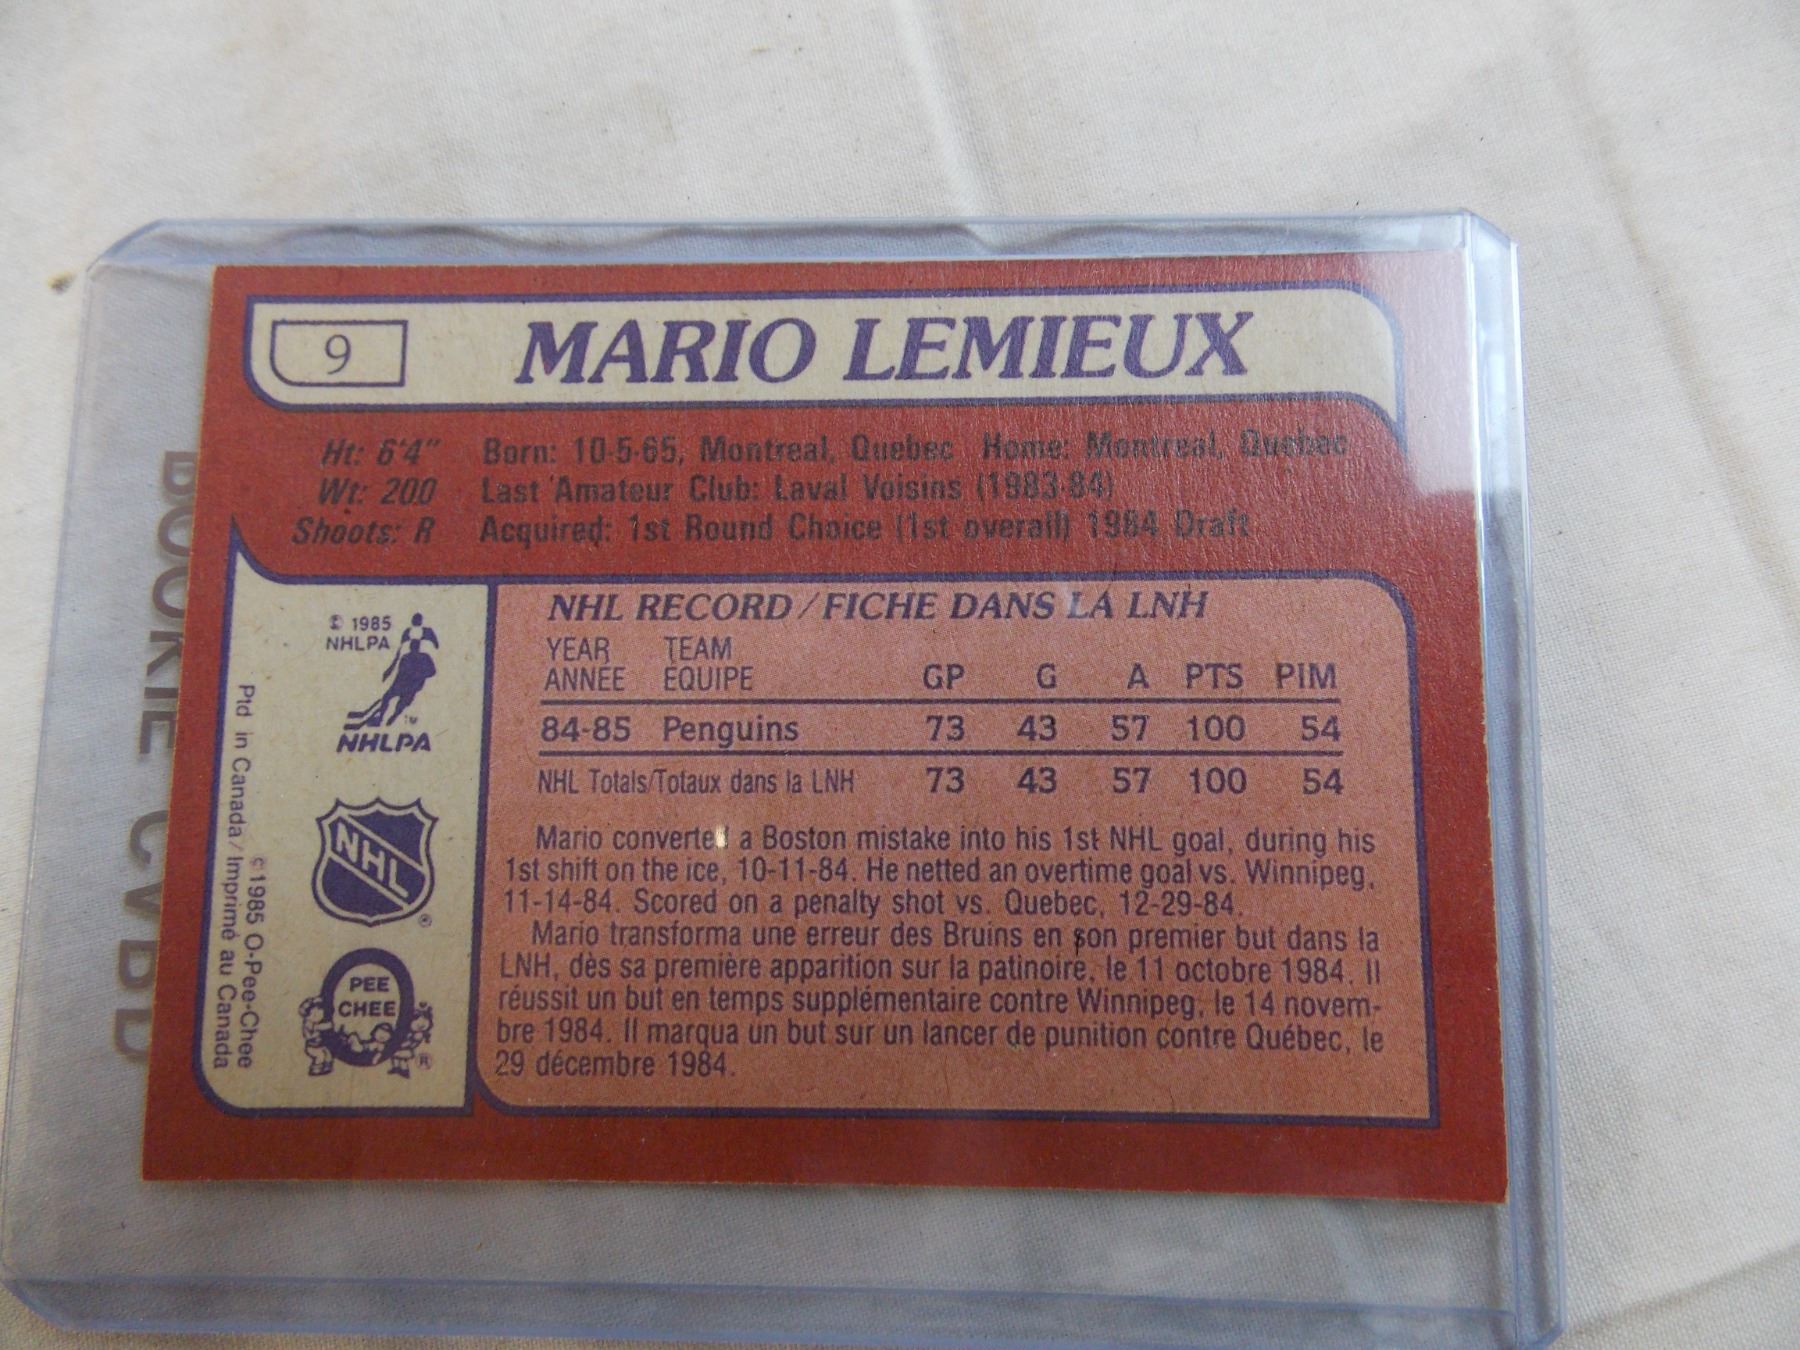 9 MARIO LEMIEUX
Ht: 6'4" Born: 10-5-65, Montreal, Quebec Home: Montreal, Quebec
Wt: 200 Last Amateur Club: Laval Voisins (1983-84)
Shoots: R Acquired: 1st Round Choice (1st overall) 1984 Draft
© 1985
NHLPA
TM
NHLPA
NHL
®
PEE
CHEE
®
© 1985 O-Pee-Chee
Ptd in Canada/Imprimé au Canada
NHL RECORD/FICHE DANS LA LNH
YEAR TEAM
ANNÉE EQUIPE GP G A PTS PIM
84-85 Penguins 73 43 57 100 54
NHL Totals/Totaux dans la LNH 73 43 57 100 54
Mario converted a Boston mistake into his 1st NHL goal, during his
1st shift on the ice, 10-11-84. He netted an overtime goal vs. Winnipeg,
11-14-84. Scored on a penalty shot vs. Quebec, 12-29-84.
Mario transforma une erreur des Bruins en son premier but dans la
LNH, dès sa première apparition sur la patinoire, le 11 octobre 1984. Il
réussit un but en temps supplémentaire contre Winnipeg, le 14 novem-
bre 1984. Il marqua un but sur un lancer de punition contre Québec, le
29 décembre 1984.